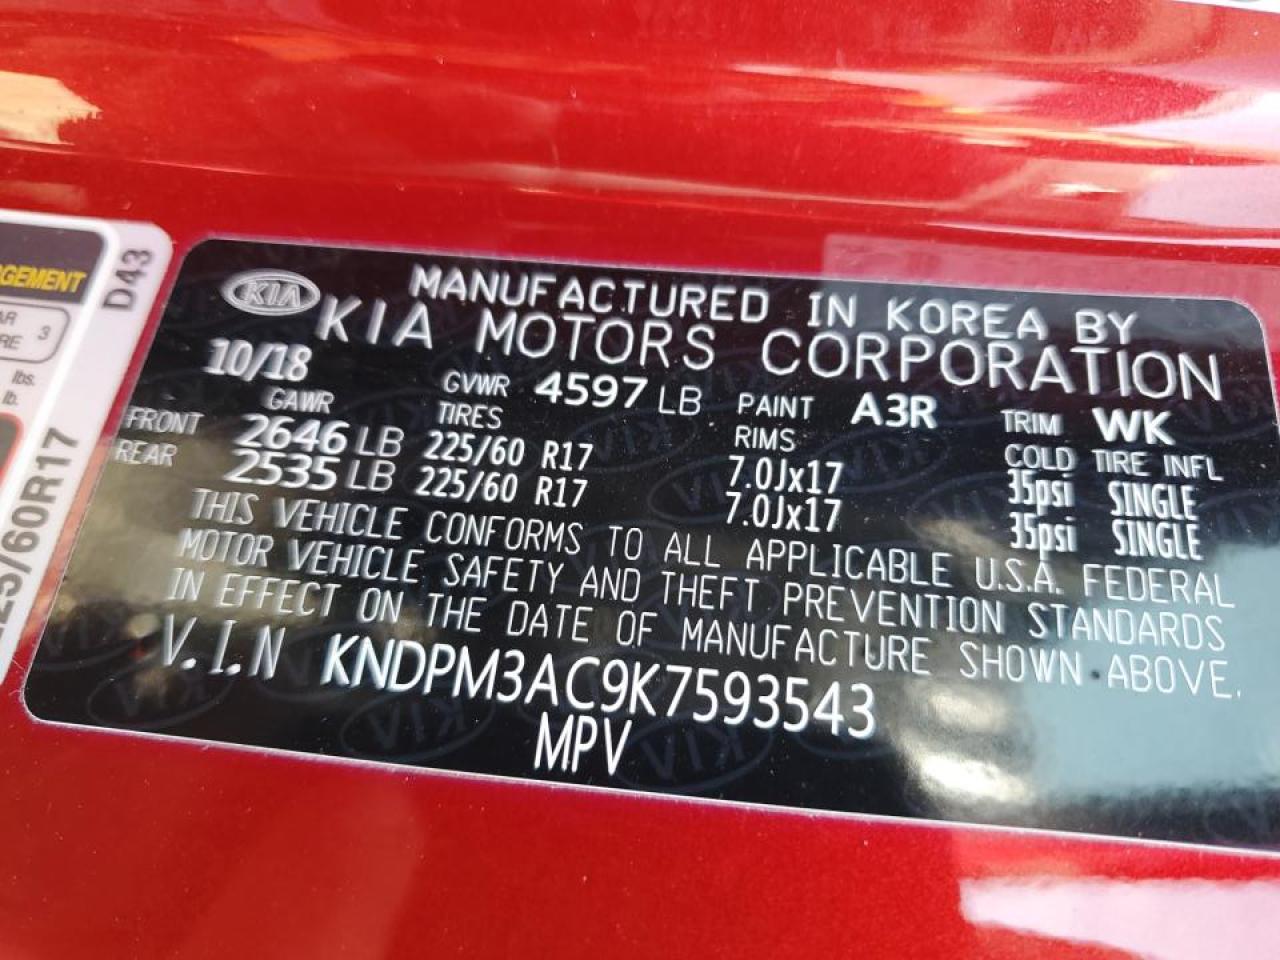 KIA
MANUFACTURED IN KOREA BY
KIA MOTORS CORPORATION
10/18
GVWR 4597 LB PAINT A3R TRIM WK
GAWR TIRES RIMS COLD TIRE INFL
FRONT 2646 LB 225/60 R17 7.0Jx17 35psi SINGLE
REAR 2535 LB 225/60 R17 7.0Jx17 35psi SINGLE
THIS VEHICLE CONFORMS TO ALL APPLICABLE U.S.A. FEDERAL
MOTOR VEHICLE SAFETY AND THEFT PREVENTION STANDARDS
IN EFFECT ON THE DATE OF MANUFACTURE SHOWN ABOVE.
V.I.N KNDPM3AC9K7593543
MPV
D43
3
lbs.
lb.